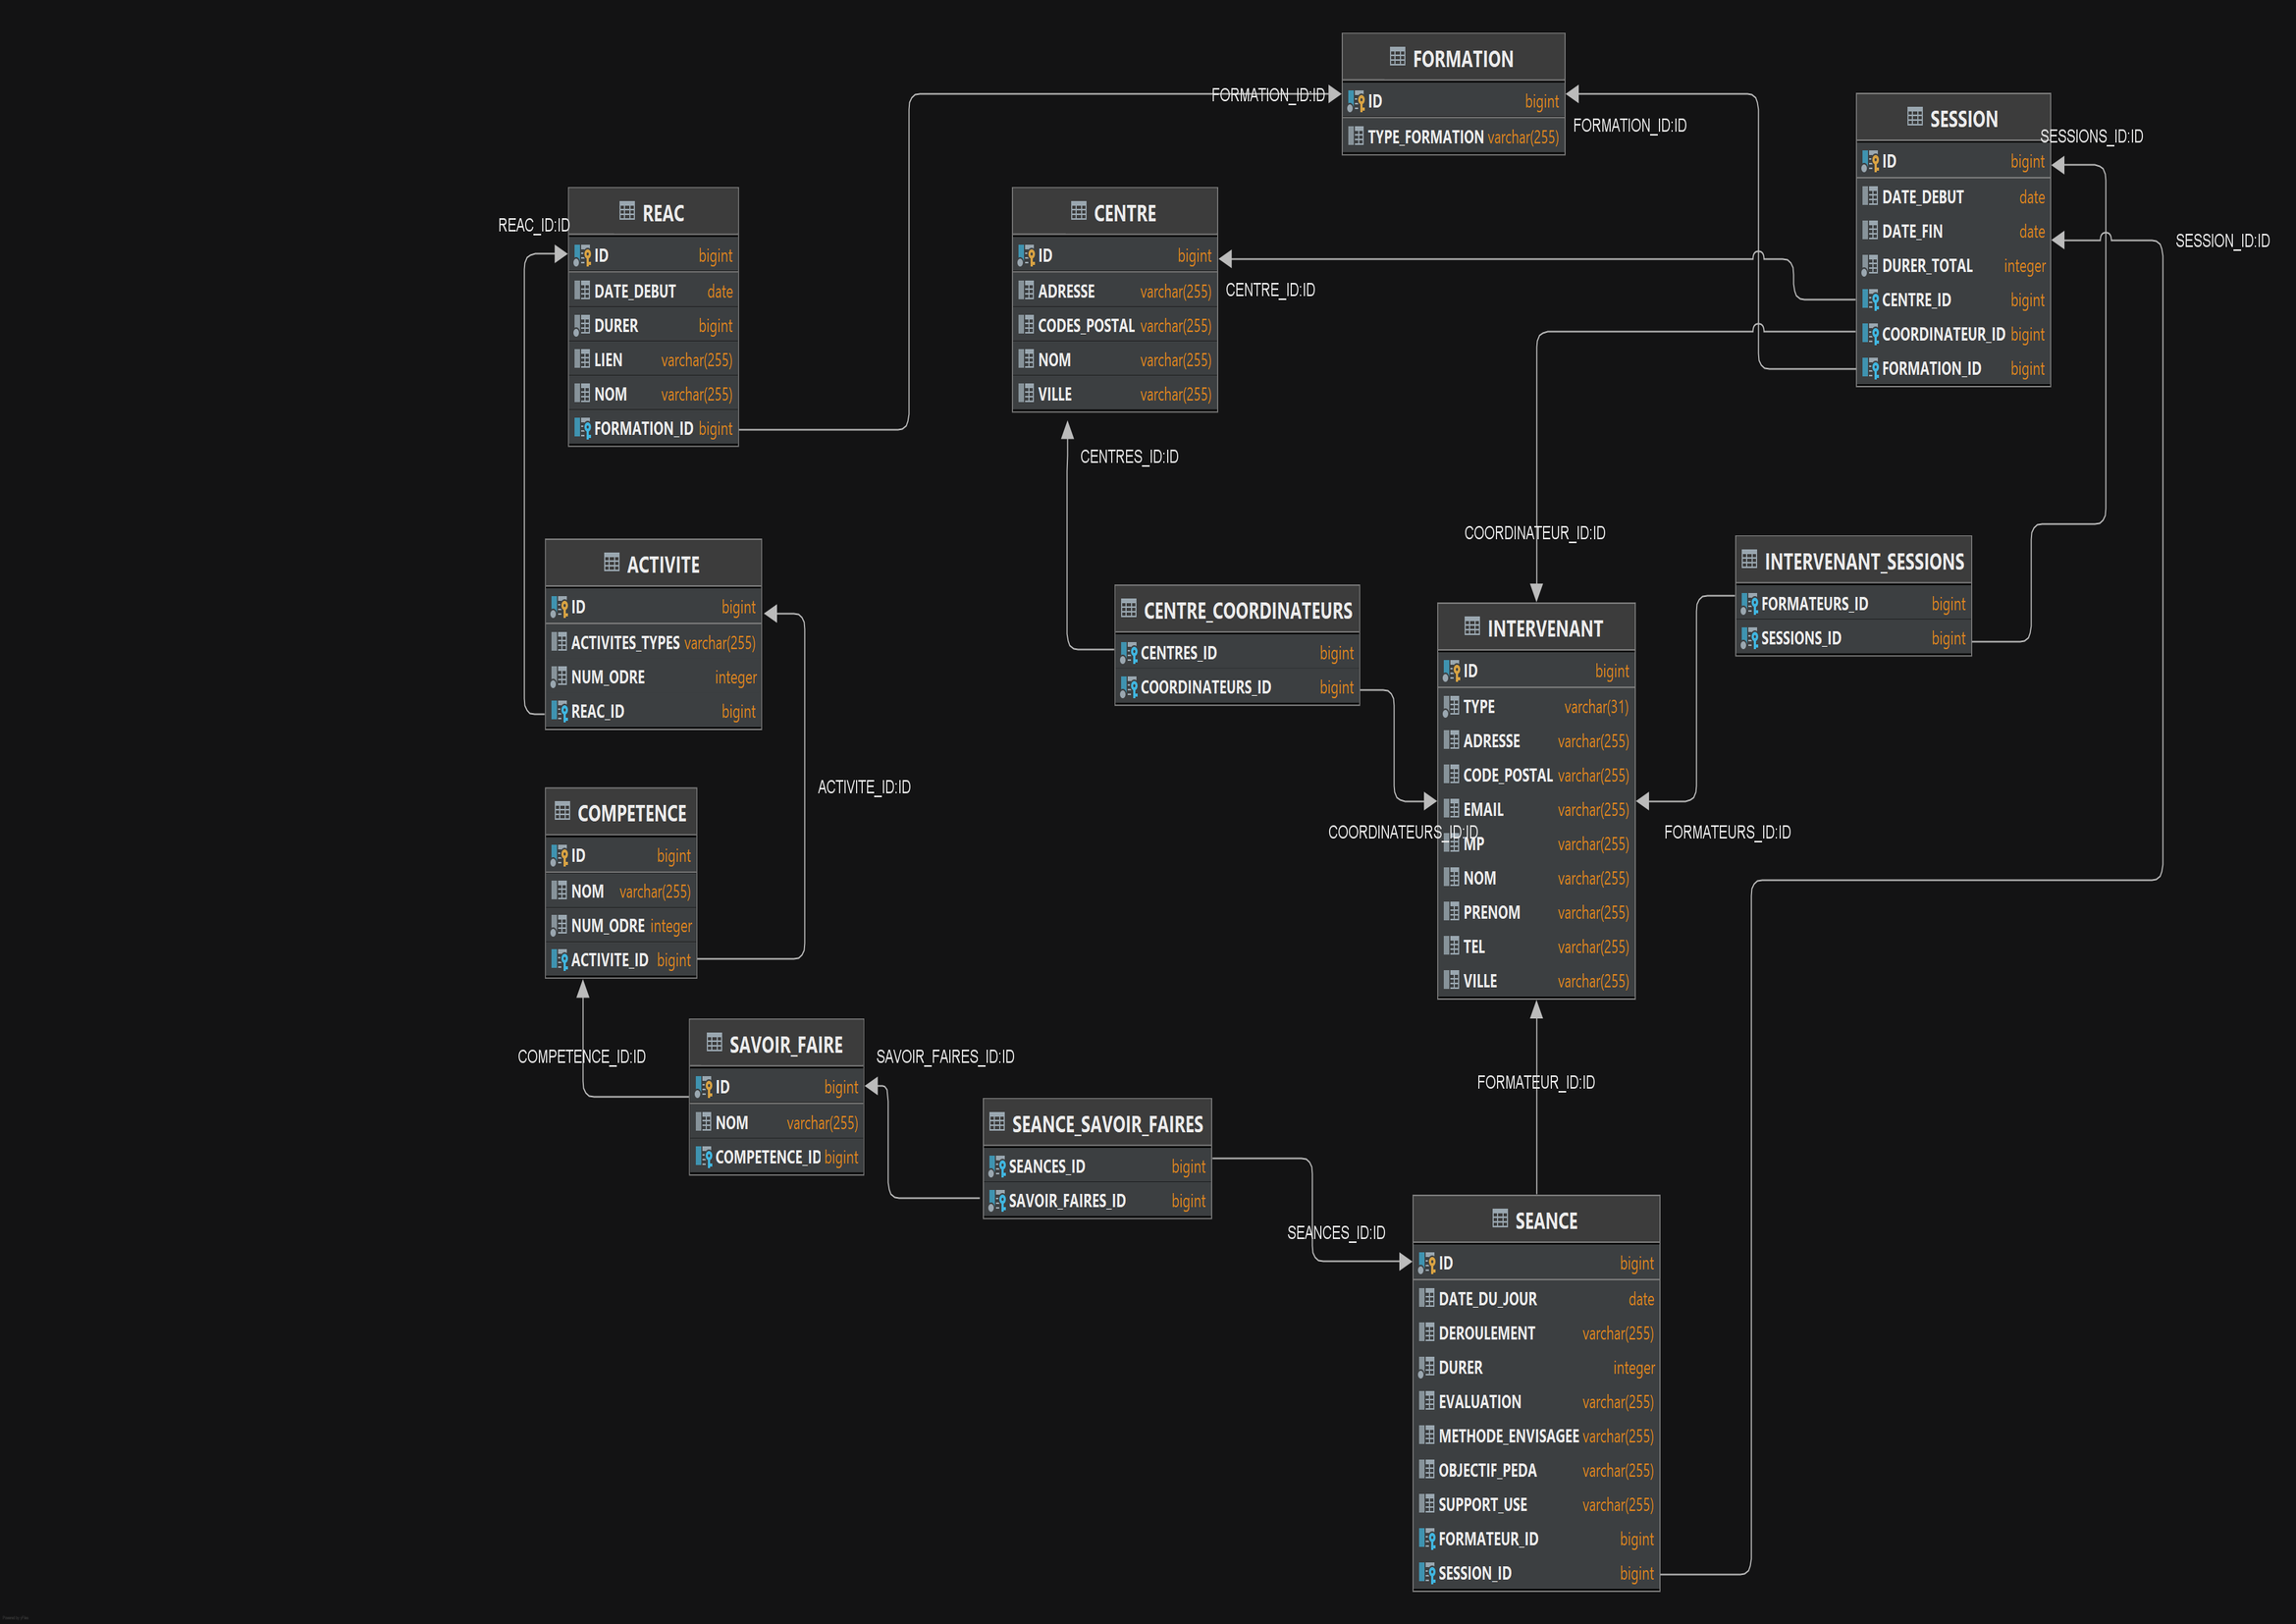 FORMATION
ID bigint
TYPE_FORMATION varchar(255)
FORMATION_ID:ID
FORMATION_ID:ID
SESSION
ID bigint
DATE_DEBUT date
DATE_FIN date
DURER_TOTAL integer
CENTRE_ID bigint
COORDINATEUR_ID bigint
FORMATION_ID bigint
SESSIONS_ID:ID
SESSION_ID:ID
REAC
ID bigint
DATE_DEBUT date
DURER bigint
LIEN varchar(255)
NOM varchar(255)
FORMATION_ID bigint
REAC_ID:ID
CENTRE
ID bigint
ADRESSE varchar(255)
CODES_POSTAL varchar(255)
NOM varchar(255)
VILLE varchar(255)
CENTRE_ID:ID
CENTRES_ID:ID
COORDINATEUR_ID:ID
ACTIVITE
ID bigint
ACTIVITES_TYPES varchar(255)
NUM_ODRE integer
REAC_ID bigint
ACTIVITE_ID:ID
CENTRE_COORDINATEURS
CENTRES_ID bigint
COORDINATEURS_ID bigint
COORDINATEURS_ID:ID
INTERVENANT
ID bigint
TYPE varchar(31)
ADRESSE varchar(255)
CODE_POSTAL varchar(255)
EMAIL varchar(255)
MP varchar(255)
NOM varchar(255)
PRENOM varchar(255)
TEL varchar(255)
VILLE varchar(255)
INTERVENANT_SESSIONS
FORMATEURS_ID bigint
SESSIONS_ID bigint
FORMATEURS_ID:ID
COMPETENCE
ID bigint
NOM varchar(255)
NUM_ODRE integer
ACTIVITE_ID bigint
COMPETENCE_ID:ID
SAVOIR_FAIRE
ID bigint
NOM varchar(255)
COMPETENCE_ID bigint
SAVOIR_FAIRES_ID:ID
SEANCE_SAVOIR_FAIRES
SEANCES_ID bigint
SAVOIR_FAIRES_ID bigint
SEANCES_ID:ID
FORMATEUR_ID:ID
SEANCE
ID bigint
DATE_DU_JOUR date
DEROULEMENT varchar(255)
DURER integer
EVALUATION varchar(255)
METHODE_ENVISAGEE varchar(255)
OBJECTIF_PEDA varchar(255)
SUPPORT_USE varchar(255)
FORMATEUR_ID bigint
SESSION_ID bigint